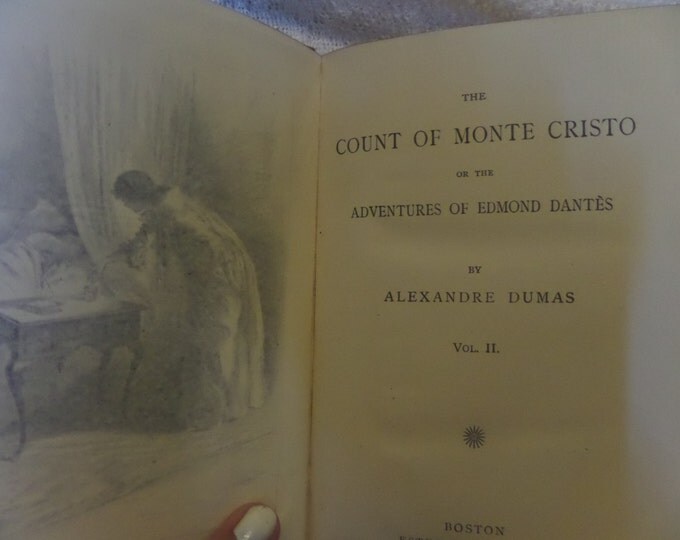 THE
COUNT OF MONTE CRISTO
OR THE
ADVENTURES OF EDMOND DANTÈS
BY
ALEXANDRE DUMAS
VOL. II.
BOSTON